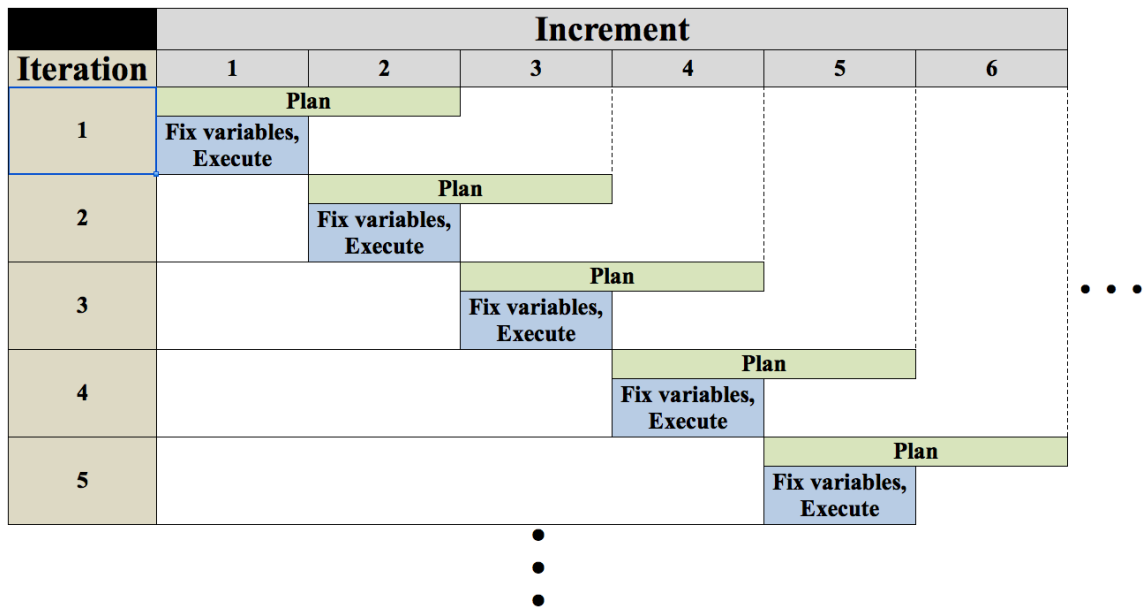 Increment
Iteration 1 2 3 4 5 6
1
Plan
Fix variables,
Execute
2
Plan
Fix variables,
Execute
3
Plan
Fix variables,
Execute
4
Plan
Fix variables,
Execute
5
Plan
Fix variables,
Execute